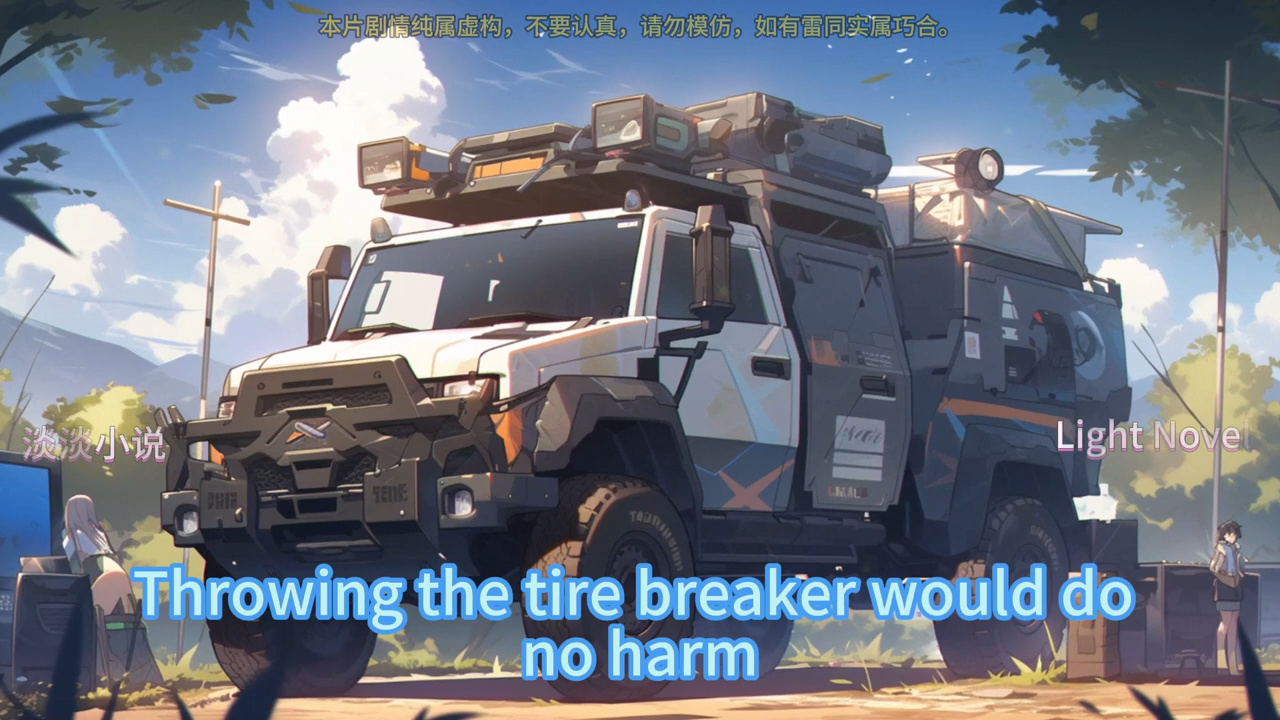 本片剧情纯属虚构，不要认真，请勿模仿，如有雷同实属巧合。
淡淡小说
Light Novel
Throwing the tire breaker would do
no harm